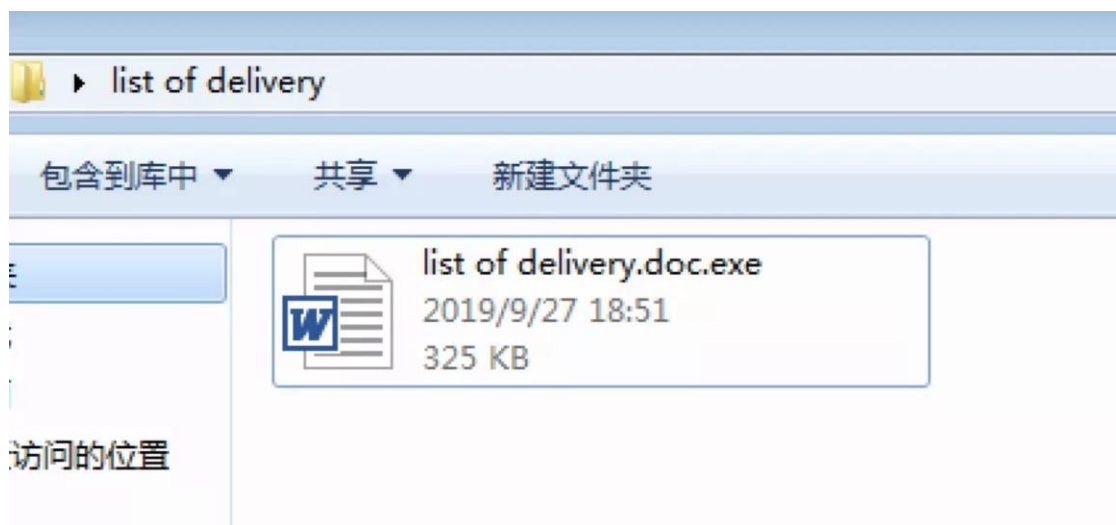 list of delivery
包含到库中 共享 新建文件夹
list of delivery.doc.exe
2019/9/27 18:51
325 KB
访问的位置